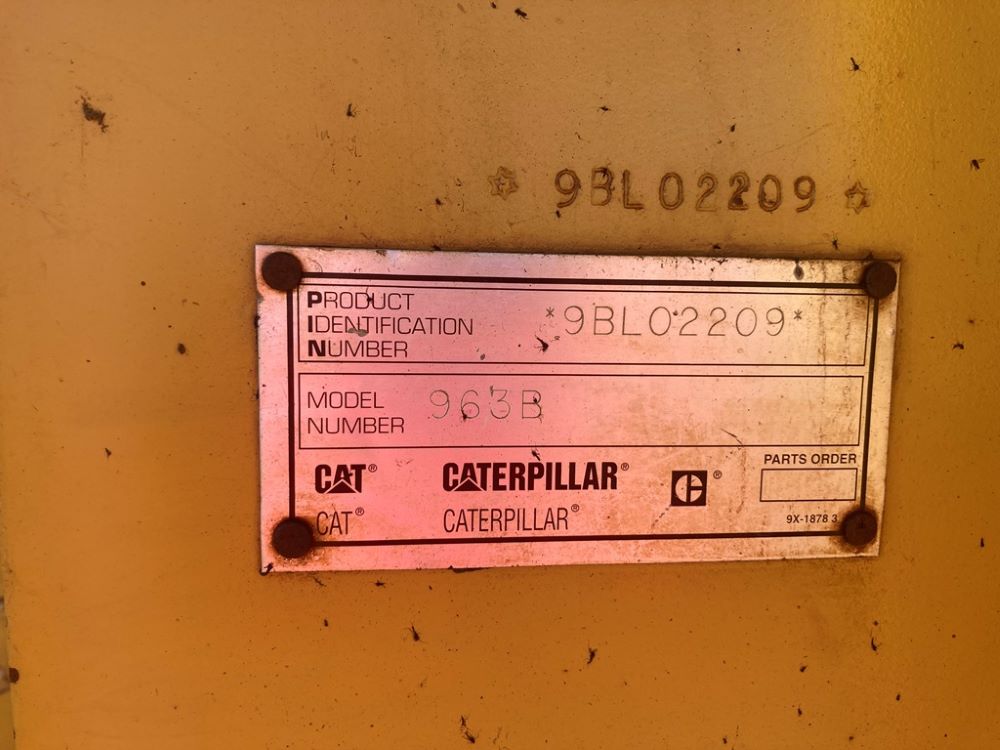 ☆ 9BL02209 ☆
PRODUCT
IDENTIFICATION
NUMBER
*9BL02209*
MODEL
NUMBER
963B
CAT® CATERPILLAR® ®
PARTS ORDER
CAT® CATERPILLAR®
9X-1878 3